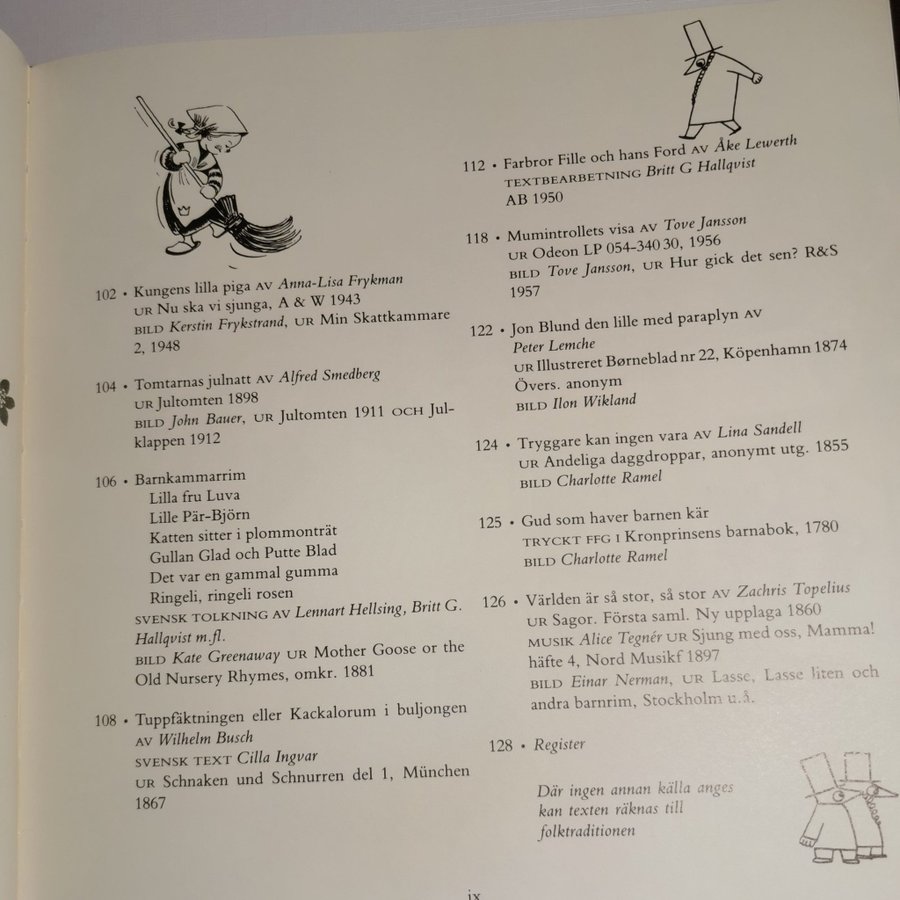 102 • Kungens lilla piga AV Anna-Lisa Frykman
UR Nu ska vi sjunga, A & W 1943
BILD Kerstin Frykstrand, UR Min Skattkammare
2, 1948
104 • Tomtarnas julnatt AV Alfred Smedberg
UR Jultomten 1898
BILD John Bauer, UR Jultomten 1911 OCH Jul-
klappen 1912
106 • Barnkammarrim
Lilla fru Luva
Lille Pär-Björn
Katten sitter i plommonträt
Gullan Glad och Putte Blad
Det var en gammal gumma
Ringeli, ringeli rosen
SVENSK TOLKNING AV Lennart Hellsing, Britt G.
Hallqvist m.fl.
BILD Kate Greenaway UR Mother Goose or the
Old Nursery Rhymes, omkr. 1881
108 • Tuppfäktningen eller Kackalorum i buljongen
AV Wilhelm Busch
SVENSK TEXT Cilla Ingvar
UR Schnaken und Schnurren del 1, München
1867
112 • Farbror Fille och hans Ford AV Åke Lewerth
TEXTBEARBETNING Britt G Hallqvist
AB 1950
118 • Mumintrollets visa AV Tove Jansson
UR Odeon LP 054-340 30, 1956
BILD Tove Jansson, UR Hur gick det sen? R&S
1957
122 • Jon Blund den lille med paraplyn AV
Peter Lemche
UR Illustreret Børneblad nr 22, Köpenhamn 1874
Övers. anonym
BILD Ilon Wikland
124 • Tryggare kan ingen vara AV Lina Sandell
UR Andeliga daggdroppar, anonymt utg. 1855
BILD Charlotte Ramel
125 • Gud som haver barnen kär
TRYCKT FFG I Kronprinsens barnabok, 1780
BILD Charlotte Ramel
126 • Världen är så stor, så stor AV Zachris Topelius
UR Sagor. Första saml. Ny upplaga 1860
MUSIK Alice Tegnér UR Sjung med oss, Mamma!
häfte 4, Nord Musikf 1897
BILD Einar Nerman, UR Lasse, Lasse liten och
andra barnrim, Stockholm u.å.
128 • Register
Där ingen annan källa anges
kan texten räknas till
folktraditionen
ix